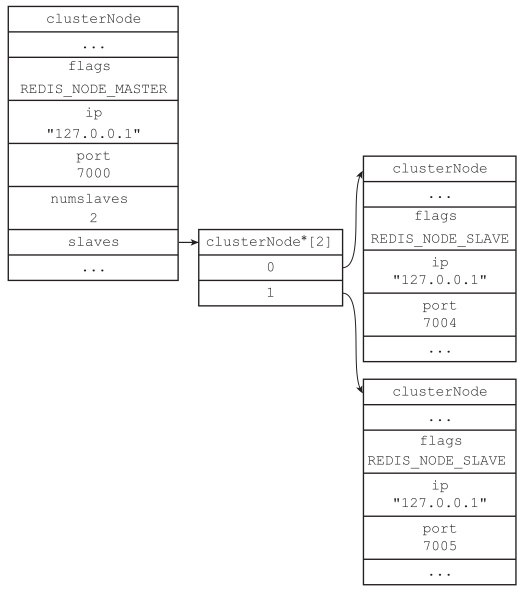 clusterNode
...
flags
REDIS_NODE_MASTER
ip
"127.0.0.1"
port
7000
numslaves
2
slaves
...
clusterNode*[2]
0
1
clusterNode
...
flags
REDIS_NODE_SLAVE
ip
"127.0.0.1"
port
7004
...
clusterNode
...
flags
REDIS_NODE_SLAVE
ip
"127.0.0.1"
port
7005
...